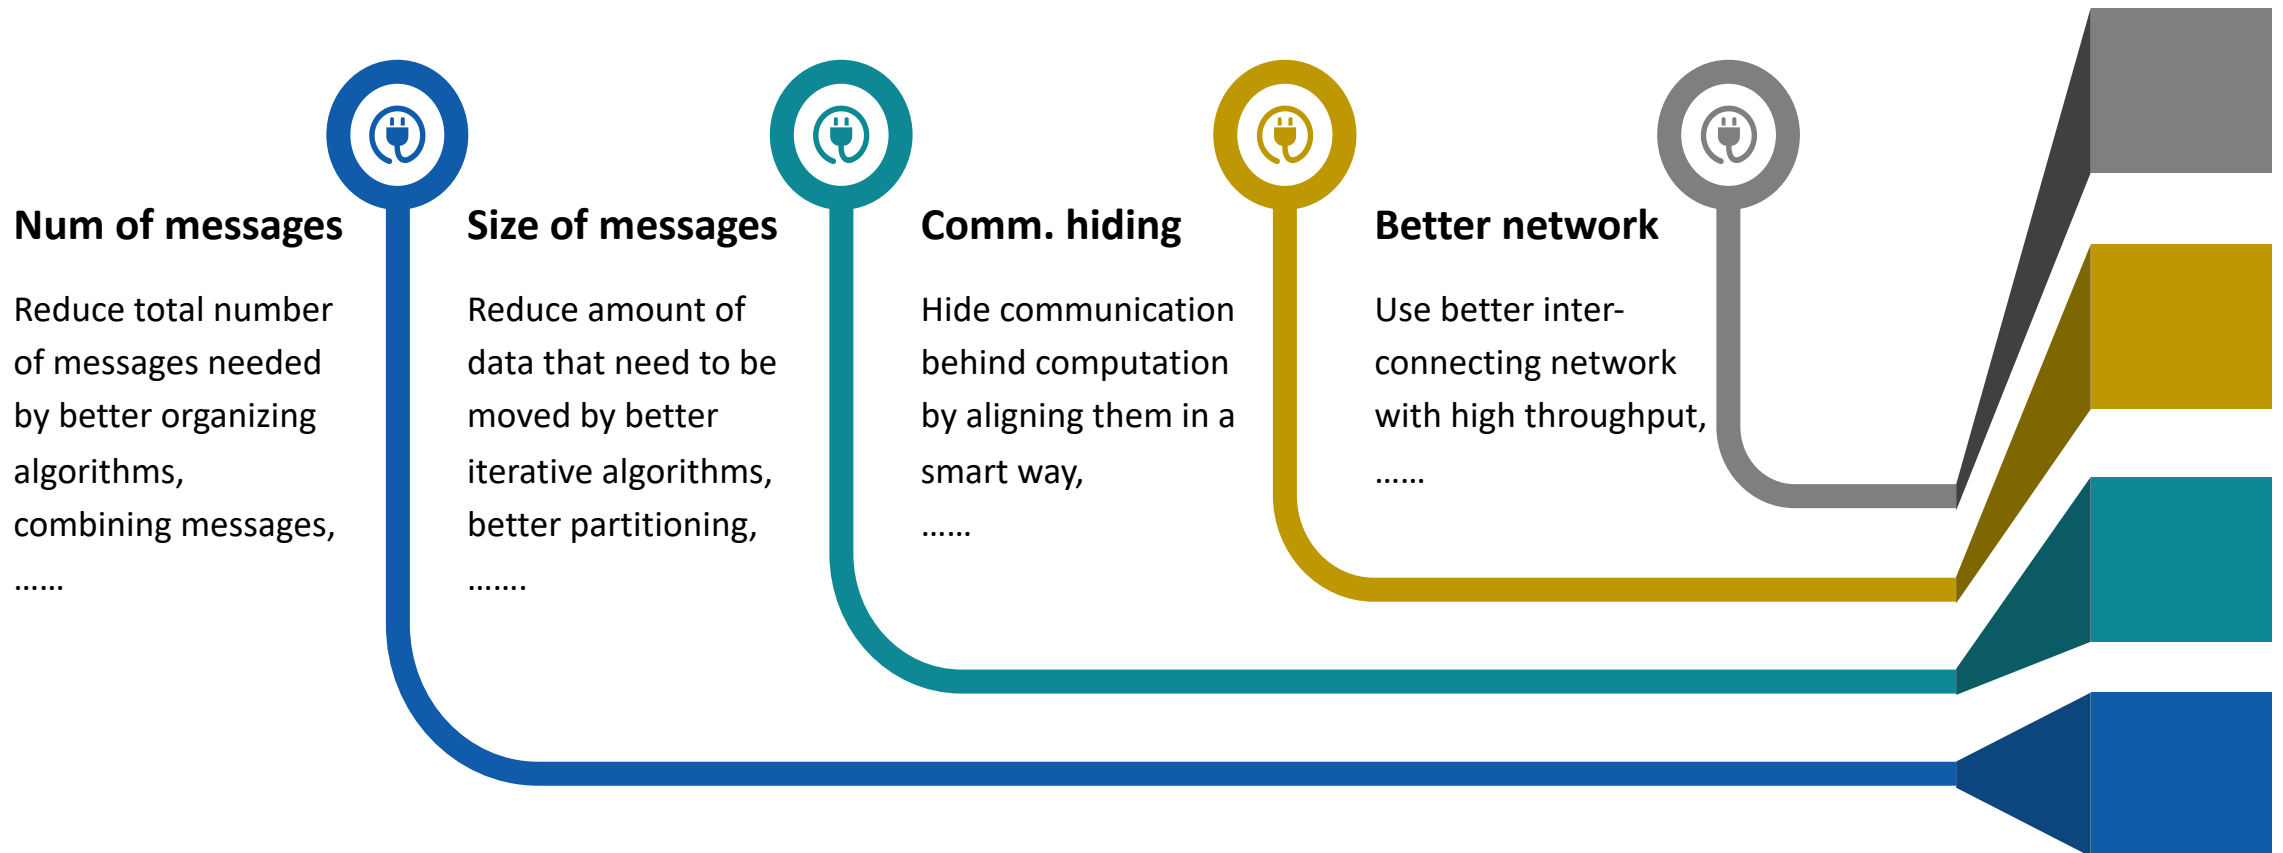 Num of messages
Reduce total number
of messages needed
by better organizing
algorithms,
combining messages,
......
Size of messages
Reduce amount of
data that need to be
moved by better
iterative algorithms,
better partitioning,
.......
Comm. hiding
Hide communication
behind computation
by aligning them in a
smart way,
......
Better network
Use better inter-
connecting network
with high throughput,
......